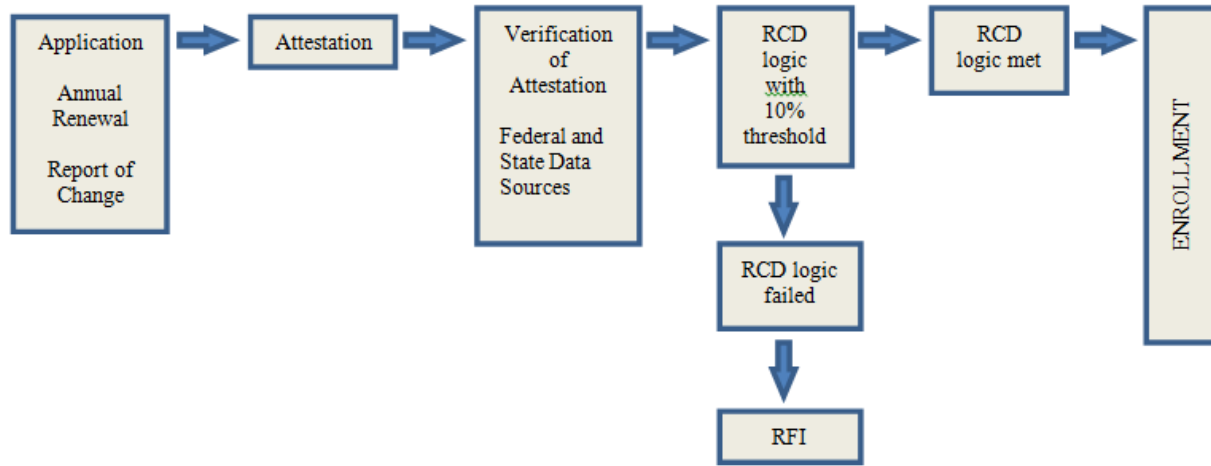 Application
Annual
Renewal
Report of
Change
Attestation
Verification
of
Attestation
Federal and
State Data
Sources
RCD
logic
with
10%
threshold
RCD
logic met
ENROLLMENT
RCD logic
failed
RFI